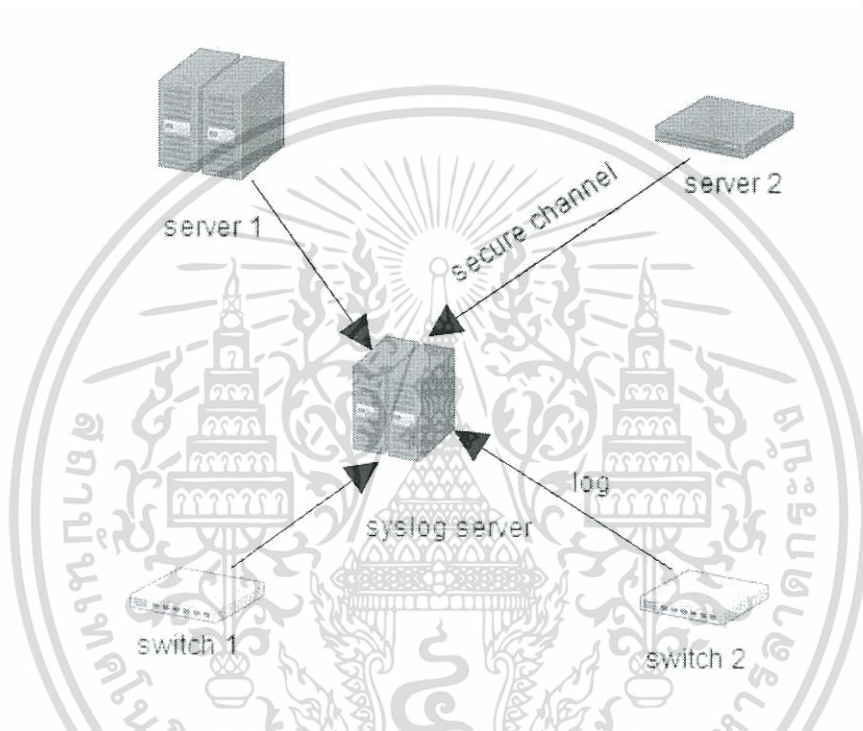 server 1
server 2
secure channel
syslog server
log
switch 1
switch 2